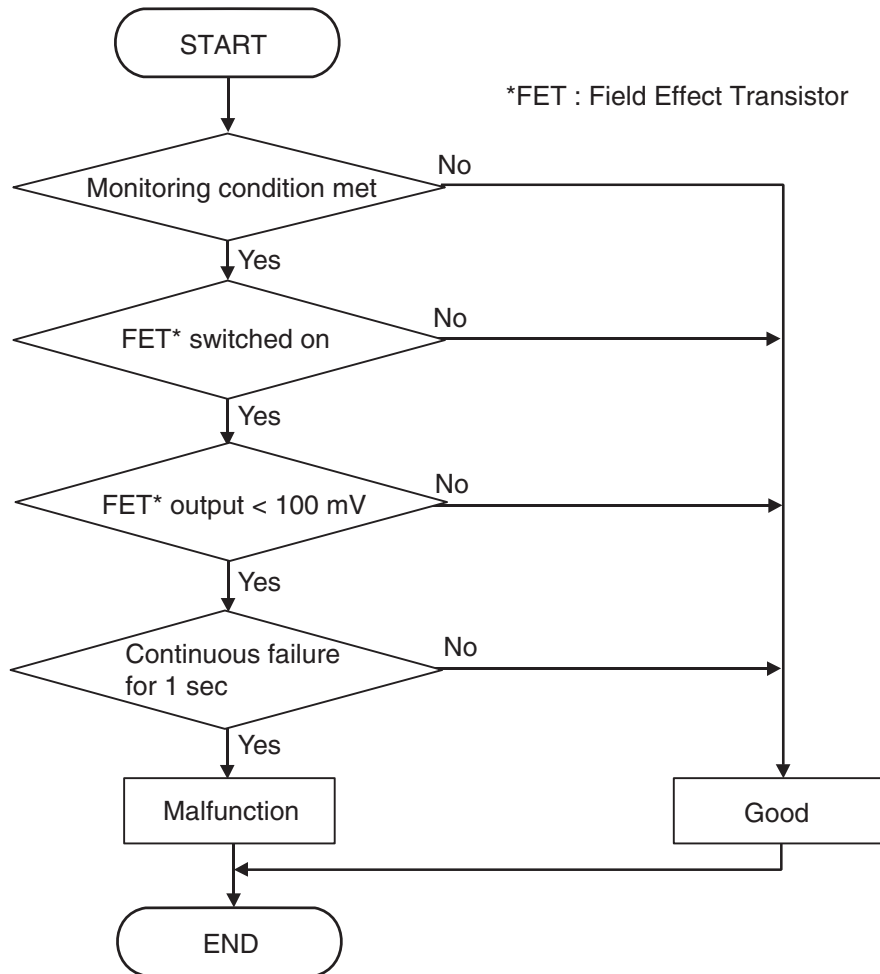 START
*FET : Field Effect Transistor
No
Monitoring condition met
Yes
No
FET* switched on
Yes
No
FET* output < 100 mV
Yes
No
Continuous failure
for 1 sec
Yes
Malfunction
Good
END